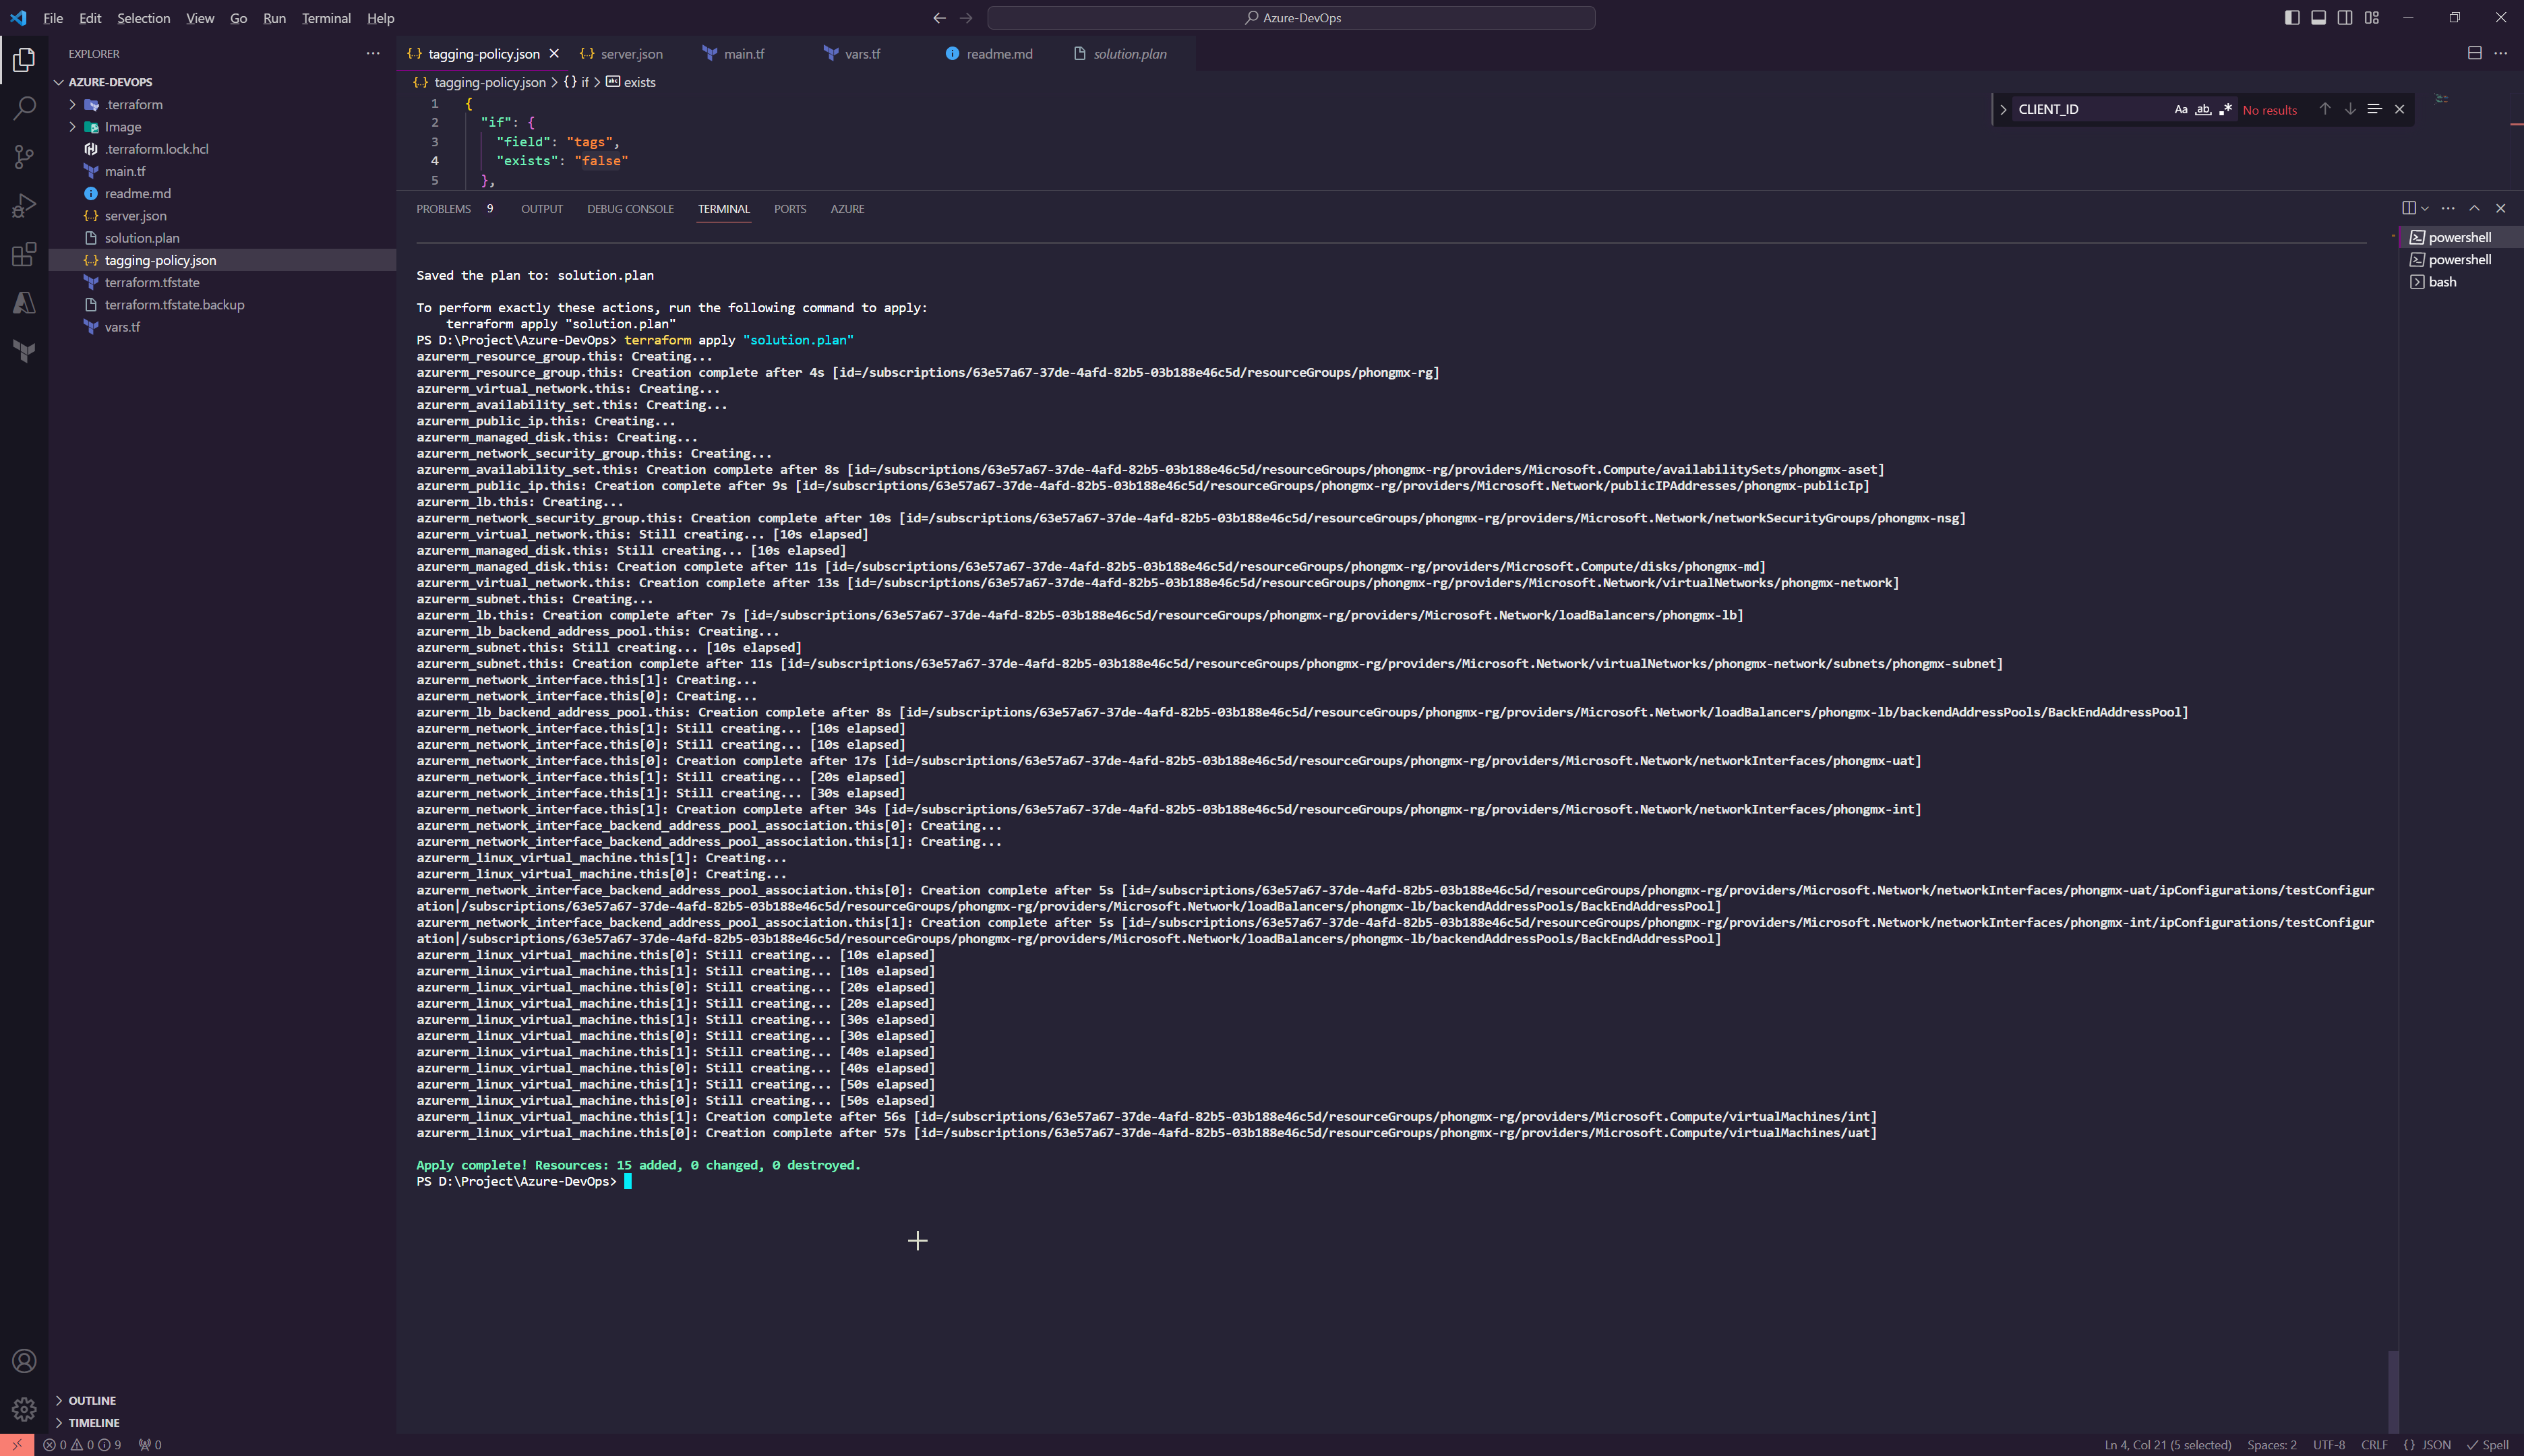 File Edit Selection View Go Run Terminal Help
Azure-DevOps
EXPLORER
AZURE-DEVOPS
.terraform
Image
.terraform.lock.hcl
main.tf
readme.md
server.json
solution.plan
tagging-policy.json
terraform.tfstate
terraform.tfstate.backup
vars.tf
OUTLINE
TIMELINE
tagging-policy.json server.json main.tf vars.tf readme.md solution.plan
tagging-policy.json > {} if > abc exists
1 {
2 "if": {
3 "field": "tags",
4 "exists": "false"
5 },
CLIENT_ID Aa ab .* No results
PROBLEMS 9 OUTPUT DEBUG CONSOLE TERMINAL PORTS AZURE
powershell
powershell
bash
Saved the plan to: solution.plan
To perform exactly these actions, run the following command to apply:
terraform apply "solution.plan"
PS D:\Project\Azure-DevOps> terraform apply "solution.plan"
azurerm_resource_group.this: Creating...
azurerm_resource_group.this: Creation complete after 4s [id=/subscriptions/63e57a67-37de-4afd-82b5-03b188e46c5d/resourceGroups/phongmx-rg]
azurerm_virtual_network.this: Creating...
azurerm_availability_set.this: Creating...
azurerm_public_ip.this: Creating...
azurerm_managed_disk.this: Creating...
azurerm_network_security_group.this: Creating...
azurerm_availability_set.this: Creation complete after 8s [id=/subscriptions/63e57a67-37de-4afd-82b5-03b188e46c5d/resourceGroups/phongmx-rg/providers/Microsoft.Compute/availabilitySets/phongmx-aset]
azurerm_public_ip.this: Creation complete after 9s [id=/subscriptions/63e57a67-37de-4afd-82b5-03b188e46c5d/resourceGroups/phongmx-rg/providers/Microsoft.Network/publicIPAddresses/phongmx-publicIp]
azurerm_lb.this: Creating...
azurerm_network_security_group.this: Creation complete after 10s [id=/subscriptions/63e57a67-37de-4afd-82b5-03b188e46c5d/resourceGroups/phongmx-rg/providers/Microsoft.Network/networkSecurityGroups/phongmx-nsg]
azurerm_virtual_network.this: Still creating... [10s elapsed]
azurerm_managed_disk.this: Still creating... [10s elapsed]
azurerm_managed_disk.this: Creation complete after 11s [id=/subscriptions/63e57a67-37de-4afd-82b5-03b188e46c5d/resourceGroups/phongmx-rg/providers/Microsoft.Compute/disks/phongmx-md]
azurerm_virtual_network.this: Creation complete after 13s [id=/subscriptions/63e57a67-37de-4afd-82b5-03b188e46c5d/resourceGroups/phongmx-rg/providers/Microsoft.Network/virtualNetworks/phongmx-network]
azurerm_subnet.this: Creating...
azurerm_lb.this: Creation complete after 7s [id=/subscriptions/63e57a67-37de-4afd-82b5-03b188e46c5d/resourceGroups/phongmx-rg/providers/Microsoft.Network/loadBalancers/phongmx-lb]
azurerm_lb_backend_address_pool.this: Creating...
azurerm_subnet.this: Still creating... [10s elapsed]
azurerm_subnet.this: Creation complete after 11s [id=/subscriptions/63e57a67-37de-4afd-82b5-03b188e46c5d/resourceGroups/phongmx-rg/providers/Microsoft.Network/virtualNetworks/phongmx-network/subnets/phongmx-subnet]
azurerm_network_interface.this[1]: Creating...
azurerm_network_interface.this[0]: Creating...
azurerm_lb_backend_address_pool.this: Creation complete after 8s [id=/subscriptions/63e57a67-37de-4afd-82b5-03b188e46c5d/resourceGroups/phongmx-rg/providers/Microsoft.Network/loadBalancers/phongmx-lb/backendAddressPools/BackEndAddressPool]
azurerm_network_interface.this[1]: Still creating... [10s elapsed]
azurerm_network_interface.this[0]: Still creating... [10s elapsed]
azurerm_network_interface.this[0]: Creation complete after 17s [id=/subscriptions/63e57a67-37de-4afd-82b5-03b188e46c5d/resourceGroups/phongmx-rg/providers/Microsoft.Network/networkInterfaces/phongmx-uat]
azurerm_network_interface.this[1]: Still creating... [20s elapsed]
azurerm_network_interface.this[1]: Still creating... [30s elapsed]
azurerm_network_interface.this[1]: Creation complete after 34s [id=/subscriptions/63e57a67-37de-4afd-82b5-03b188e46c5d/resourceGroups/phongmx-rg/providers/Microsoft.Network/networkInterfaces/phongmx-int]
azurerm_network_interface_backend_address_pool_association.this[0]: Creating...
azurerm_network_interface_backend_address_pool_association.this[1]: Creating...
azurerm_linux_virtual_machine.this[1]: Creating...
azurerm_linux_virtual_machine.this[0]: Creating...
azurerm_network_interface_backend_address_pool_association.this[0]: Creation complete after 5s [id=/subscriptions/63e57a67-37de-4afd-82b5-03b188e46c5d/resourceGroups/phongmx-rg/providers/Microsoft.Network/networkInterfaces/phongmx-uat/ipConfigurations/testConfigur
ation|/subscriptions/63e57a67-37de-4afd-82b5-03b188e46c5d/resourceGroups/phongmx-rg/providers/Microsoft.Network/loadBalancers/phongmx-lb/backendAddressPools/BackEndAddressPool]
azurerm_network_interface_backend_address_pool_association.this[1]: Creation complete after 5s [id=/subscriptions/63e57a67-37de-4afd-82b5-03b188e46c5d/resourceGroups/phongmx-rg/providers/Microsoft.Network/networkInterfaces/phongmx-int/ipConfigurations/testConfigur
ation|/subscriptions/63e57a67-37de-4afd-82b5-03b188e46c5d/resourceGroups/phongmx-rg/providers/Microsoft.Network/loadBalancers/phongmx-lb/backendAddressPools/BackEndAddressPool]
azurerm_linux_virtual_machine.this[0]: Still creating... [10s elapsed]
azurerm_linux_virtual_machine.this[1]: Still creating... [10s elapsed]
azurerm_linux_virtual_machine.this[0]: Still creating... [20s elapsed]
azurerm_linux_virtual_machine.this[1]: Still creating... [20s elapsed]
azurerm_linux_virtual_machine.this[1]: Still creating... [30s elapsed]
azurerm_linux_virtual_machine.this[0]: Still creating... [30s elapsed]
azurerm_linux_virtual_machine.this[1]: Still creating... [40s elapsed]
azurerm_linux_virtual_machine.this[0]: Still creating... [40s elapsed]
azurerm_linux_virtual_machine.this[1]: Still creating... [50s elapsed]
azurerm_linux_virtual_machine.this[0]: Still creating... [50s elapsed]
azurerm_linux_virtual_machine.this[1]: Creation complete after 56s [id=/subscriptions/63e57a67-37de-4afd-82b5-03b188e46c5d/resourceGroups/phongmx-rg/providers/Microsoft.Compute/virtualMachines/int]
azurerm_linux_virtual_machine.this[0]: Creation complete after 57s [id=/subscriptions/63e57a67-37de-4afd-82b5-03b188e46c5d/resourceGroups/phongmx-rg/providers/Microsoft.Compute/virtualMachines/uat]
Apply complete! Resources: 15 added, 0 changed, 0 destroyed.
PS D:\Project\Azure-DevOps>
0 0 9 0 Ln 4, Col 21 (5 selected) Spaces: 2 UTF-8 CRLF {} JSON Spell